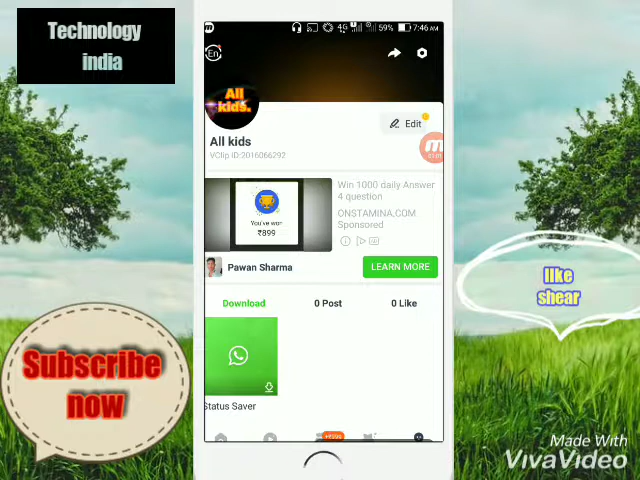 Technology
india
4G
59%
7:46 AM
En
All
kids.
Edit
All kids
VClip ID:2016066292
Win 1000 daily Answer
4 question
ONSTAMINA.COM
Sponsored
You've won
₹899
Pawan Sharma
LEARN MORE
Download
0 Post
0 Like
Status Saver
like
shear
Subscribe
now
Made With
VivaVideo